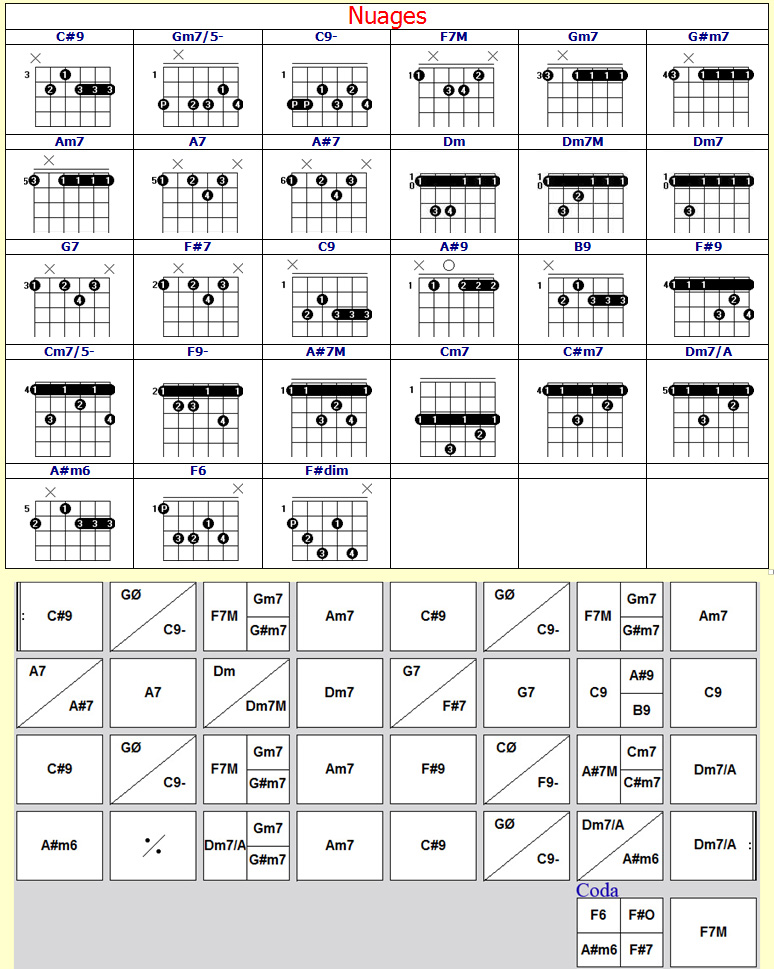 Nuages
C#9 Gm7/5- C9- F7M Gm7 G#m7
3 1 1 1 1 1 2 3 3 1 1 1 1 4 3 1 1 1 1
2 3 3 3 1 1 2 3 4
P 2 3 4 P P 3 4
Am7 A7 A#7 Dm Dm7M Dm7
5 3 1 1 1 1 5 1 2 3 6 1 2 3 1 0 1 1 1 1 1 0 1 1 1 1 1 0 1 1 1 1 1
4 4 2
3 4 3 3
G7 F#7 C9 A#9 B9 F#9
3 1 2 3 2 1 2 3 1 1 1 2 2 2 1 1 4 1 1 1
4 4 1 2 3 3 3 2
2 3 3 3 3 4
Cm7/5- F9- A#7M Cm7 C#m7 Dm7/A
4 1 1 1 2 1 1 1 1 1 1 1 1 4 1 1 1 1 5 1 1 1 1
2 2 3 2 1 1 1 1 2 2
3 4 4 3 4 2 3 3
3
A#m6 F6 F#dim
5 1 1 P 1
2 3 3 3 1 P 1
3 2 4 2
3 4
: C#9 GØ C9- F7M Gm7 G#m7 Am7 C#9 GØ C9- F7M Gm7 G#m7 Am7
A7 A#7 A7 Dm Dm7M Dm7 G7 F#7 G7 C9 A#9 B9 C9
C#9 GØ C9- F7M Gm7 G#m7 Am7 F#9 CØ F9- A#7M Cm7 C#m7 Dm7/A
A#m6 Dm7/A Gm7 G#m7 Am7 C#9 GØ C9- Dm7/A A#m6 Dm7/A :
Coda
F6 F#O F7M
A#m6 F#7